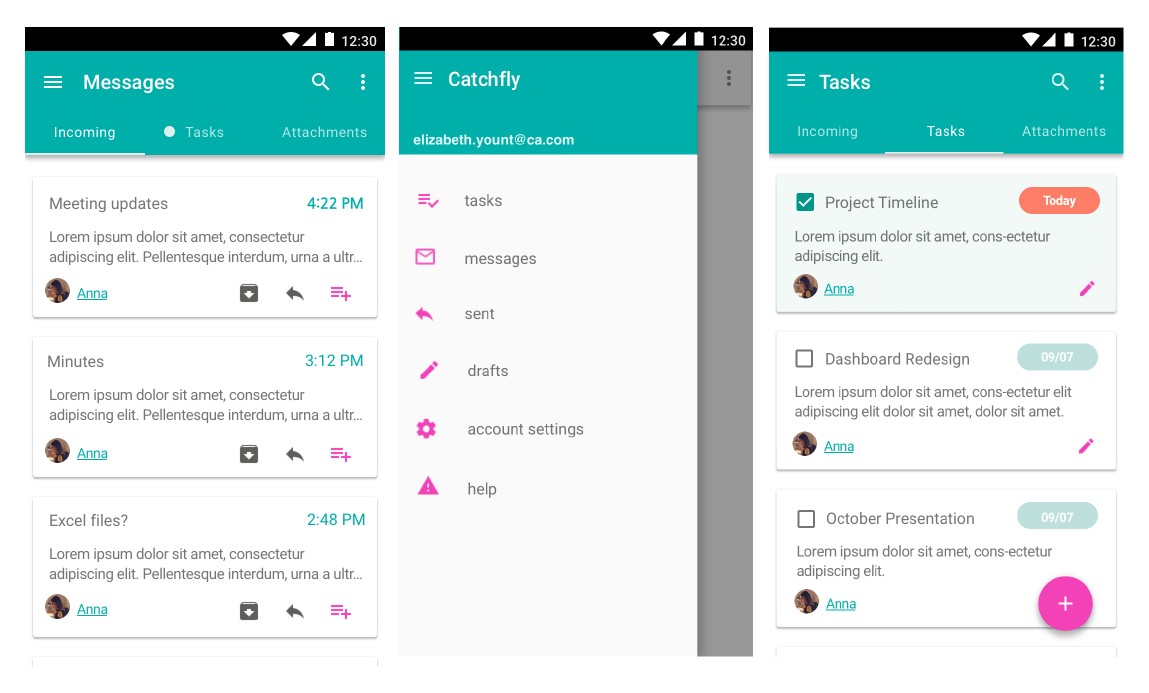 12:30
Messages
Incoming Tasks Attachments
Meeting updates 4:22 PM
Lorem ipsum dolor sit amet, consectetur
adipiscing elit. Pellentesque interdum, urna a ultr...
Anna
Minutes 3:12 PM
Lorem ipsum dolor sit amet, consectetur
adipiscing elit. Pellentesque interdum, urna a ultr...
Anna
Excel files? 2:48 PM
Lorem ipsum dolor sit amet, consectetur
adipiscing elit. Pellentesque interdum, urna a ultr...
Anna
12:30
Catchfly
elizabeth.yount@ca.com
tasks
messages
sent
drafts
account settings
help
12:30
Tasks
Incoming Tasks Attachments
Project Timeline Today
Lorem ipsum dolor sit amet, cons-ectetur
adipiscing elit.
Anna
Dashboard Redesign 09/07
Lorem ipsum dolor sit amet, cons-ectetur elit
adipiscing elit dolor sit amet, dolor sit amet.
Anna
October Presentation 09/07
Lorem ipsum dolor sit amet, cons-ectetur
adipiscing elit.
Anna